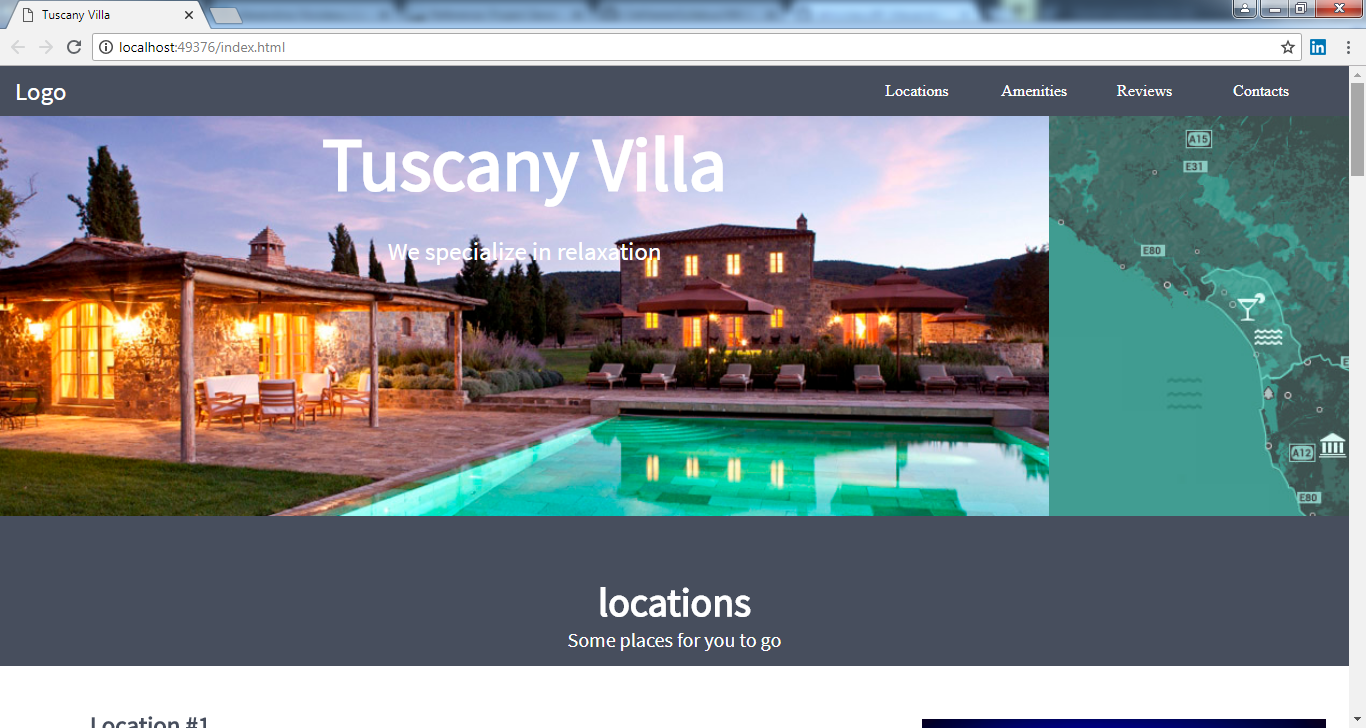 Tuscany Villa
localhost:49376/index.html
Logo
Locations Amenities Reviews Contacts
Tuscany Villa
We specialize in relaxation
A15
E31
E80
A12
E80
locations
Some places for you to go
Location #1